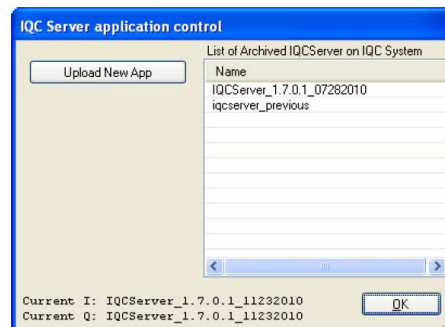 IQC Server application control
List of Archived IQCServer on IQC System
Upload New App
Name
IQCServer_1.7.0.1_07282010
iqcserver_previous
Current I: IQCServer_1.7.0.1_11232010
Current Q: IQCServer_1.7.0.1_11232010
OK